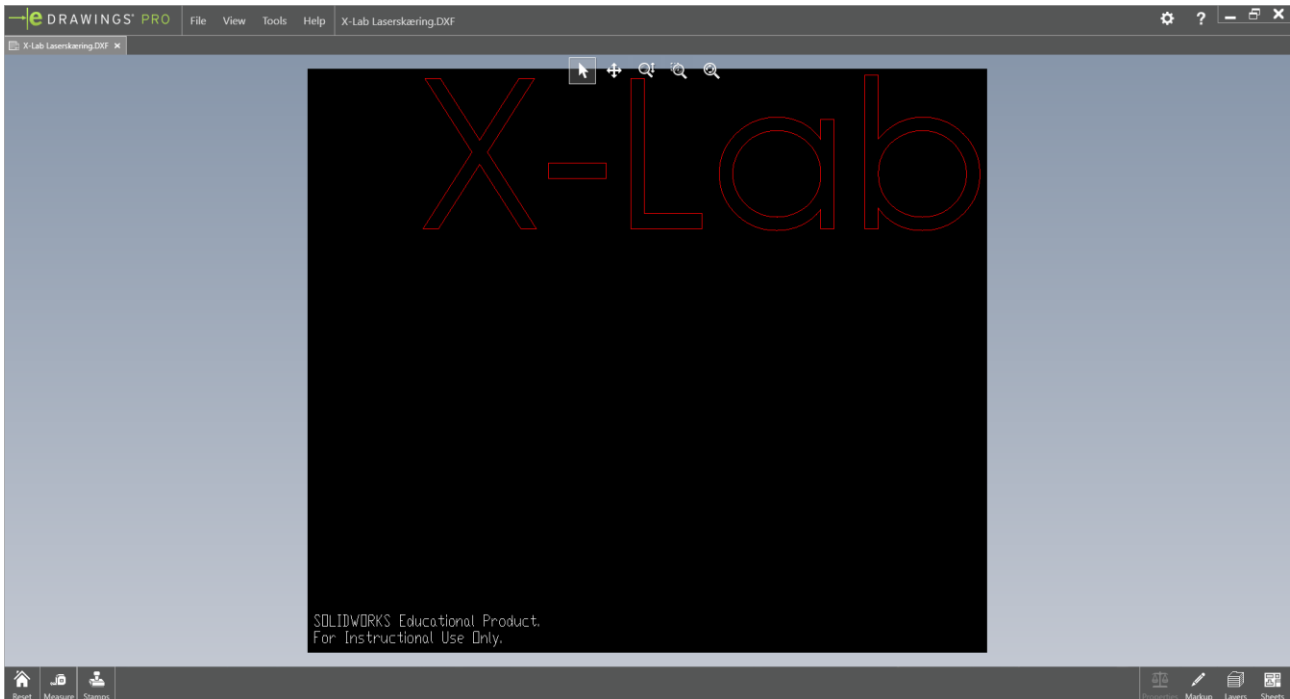 eDRAWINGS® PRO File View Tools Help X-Lab Laserskæring.DXF ?
X-Lab Laserskæring.DXF
X-Lab
SOLIDWORKS Educational Product.
For Instructional Use Only.
Reset Measure Stamps Properties Markup Layers Sheets